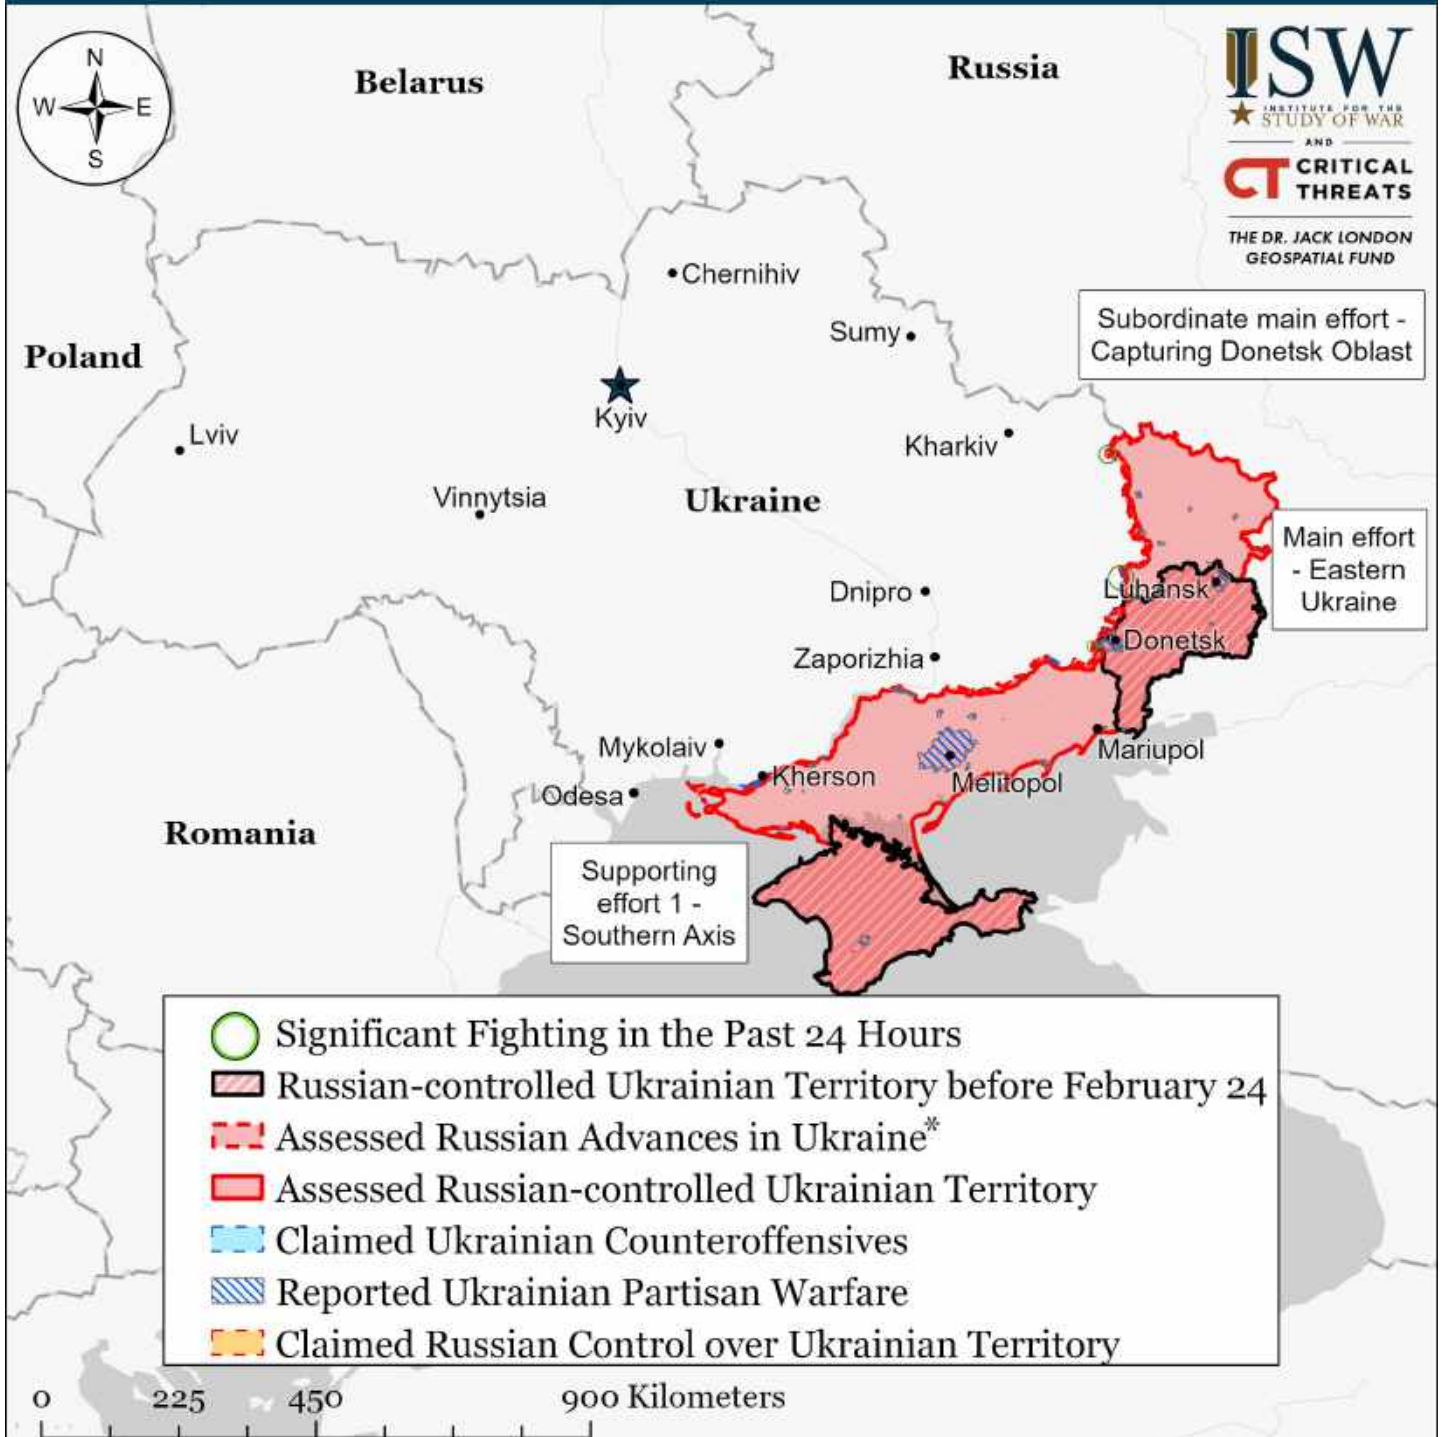 N
W
E
S
Belarus
Russia
ISW
INSTITUTE FOR THE
STUDY OF WAR
AND
CT CRITICAL
THREATS
THE DR. JACK LONDON
GEOSPATIAL FUND
Chernihiv
Subordinate main effort -
Capturing Donetsk Oblast
Sumy
Poland
Kyiv
Lviv
Kharkiv
Vinnytsia
Ukraine
Main effort
- Eastern
Ukraine
Dnipro
Luhansk
Donetsk
Zaporizhia
Mykolaiv
Mariupol
Kherson
Melitopol
Odesa
Romania
Supporting
effort 1 -
Southern Axis
Significant Fighting in the Past 24 Hours
Russian-controlled Ukrainian Territory before February 24
Assessed Russian Advances in Ukraine*
Assessed Russian-controlled Ukrainian Territory
Claimed Ukrainian Counteroffensives
Reported Ukrainian Partisan Warfare
Claimed Russian Control over Ukrainian Territory
0 225 450 900 Kilometers